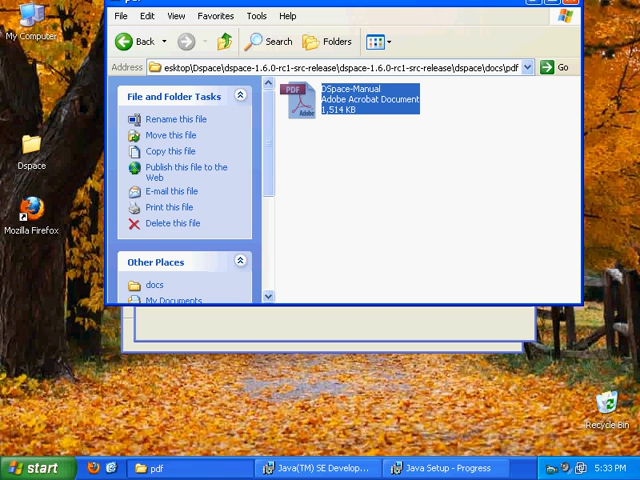 pdf
File Edit View Favorites Tools Help
Back Search Folders
Address esktop\Dspace\dspace-1.6.0-rc1-src-release\dspace-1.6.0-rc1-src-release\dspace\docs\pdf Go
My Computer
Dspace
Mozilla Firefox
File and Folder Tasks
Rename this file
Move this file
Copy this file
Publish this file to the
Web
E-mail this file
Print this file
Delete this file
Other Places
docs
My Documents
PDF
Adobe
DSpace-Manual
Adobe Acrobat Document
1,514 KB
Recycle Bin
start pdf Java(TM) SE Develop... Java Setup - Progress 5:33 PM